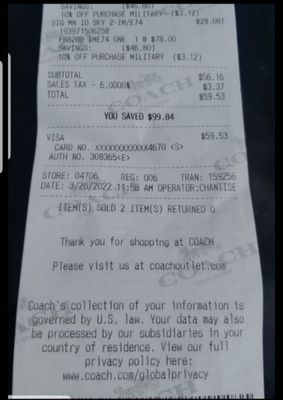 SAVINGS: ($46.80)
10% OFF PURCHASE MILITARY ($3.12)
SIG MN ID SKY 2-IM/E74 $28.081
193971506258
F88208 IME74 ONE 1 @ $78.00
SAVINGS: ($46.80)
10% OFF PURCHASE MILITARY ($3.12)
SUBTOTAL $56.16
SALES TAX - 6.0000% $3.37
TOTAL $59.53
YOU SAVED $99.84
VISA $59.53
CARD NO. XXXXXXXXXXXX4670 <S>
AUTH NO. 308365<E>
STORE: 04706 REG: 006 TRAN: 159256
DATE: 3/26/2022 11:58 AM OPERATOR:CHANTISE
ITEM(S) SOLD 2 ITEM(S) RETURNED 0
Thank you for shopping at COACH
Please visit us at coachoutlet.com
Coach's collection of your information is
governed by U.S. law. Your data may also
be processed by our subsidiaries in your
country of residence. View our full
privacy policy here:
www.coach.com/globalprivacy